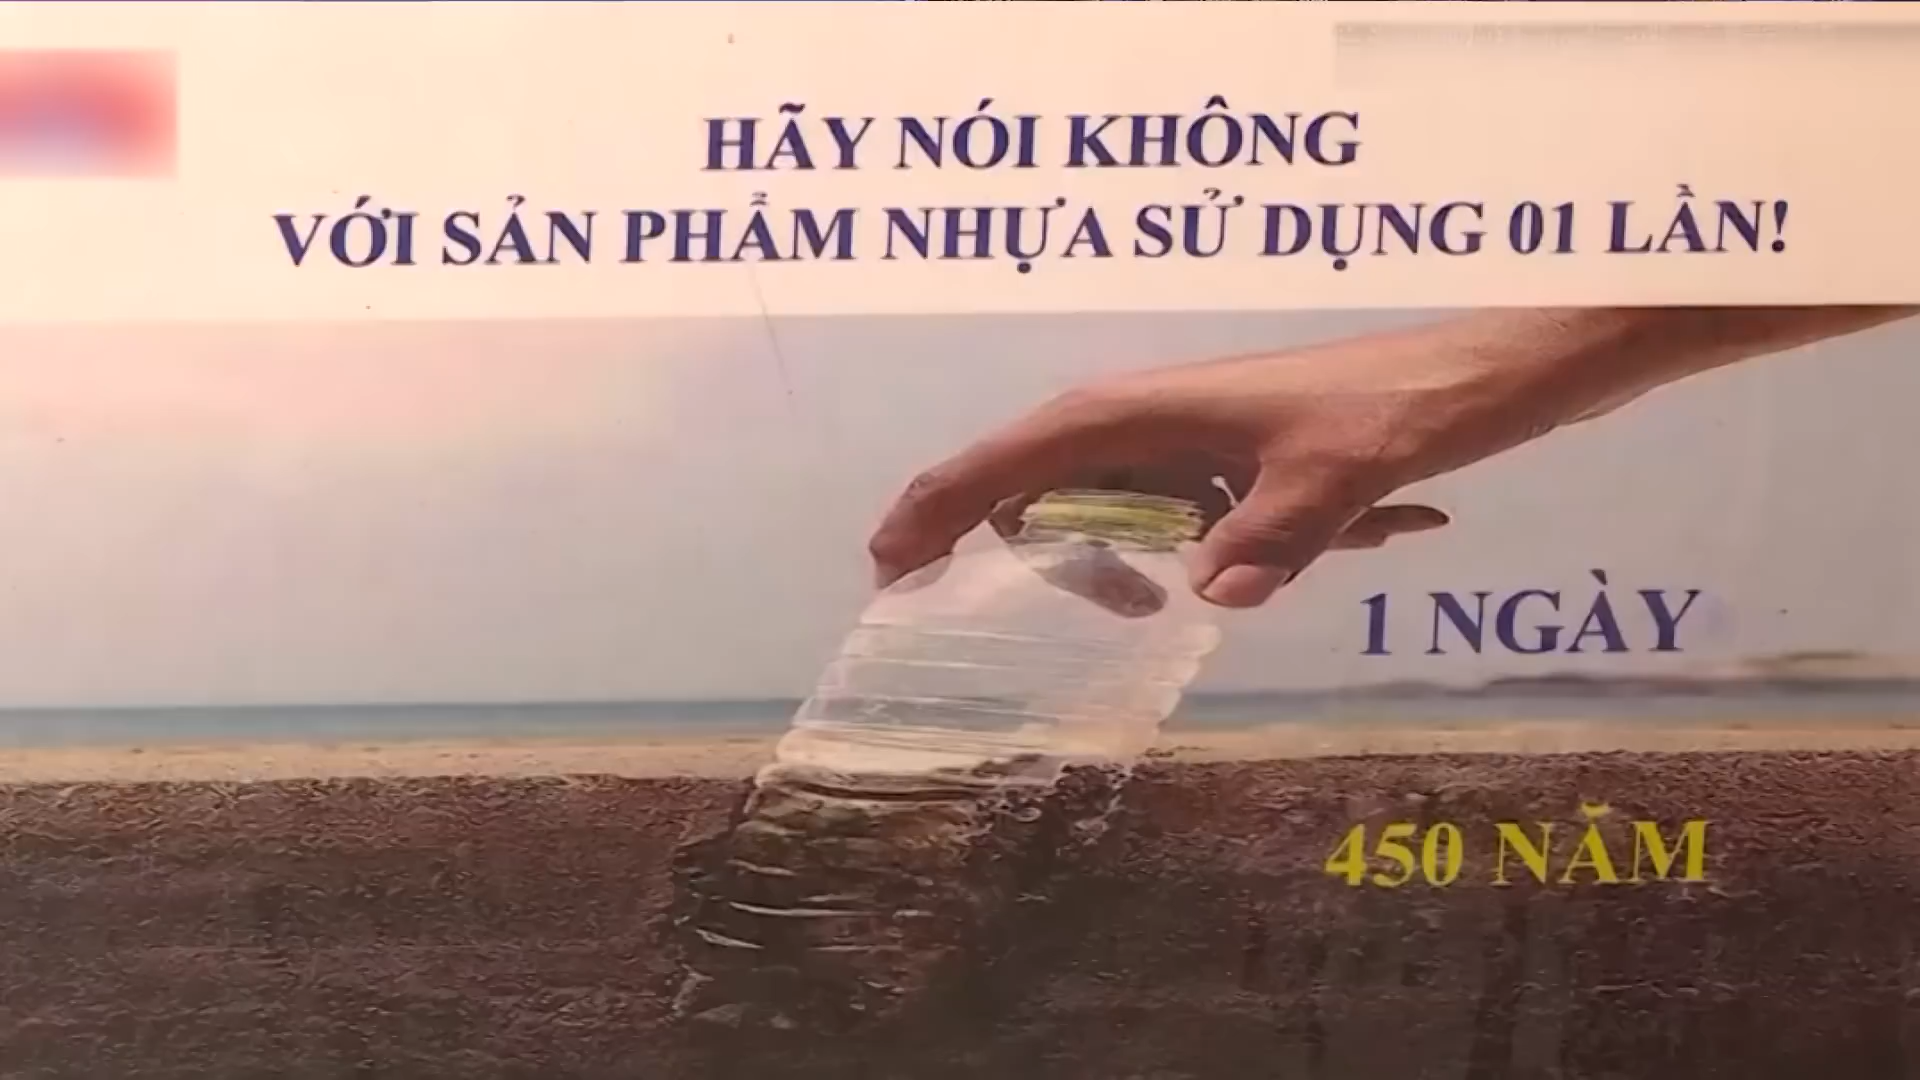 HÃY NÓI KHÔNG
VỚI SẢN PHẨM NHỰA SỬ DỤNG 01 LẦN!
1 NGÀY
450 NĂM